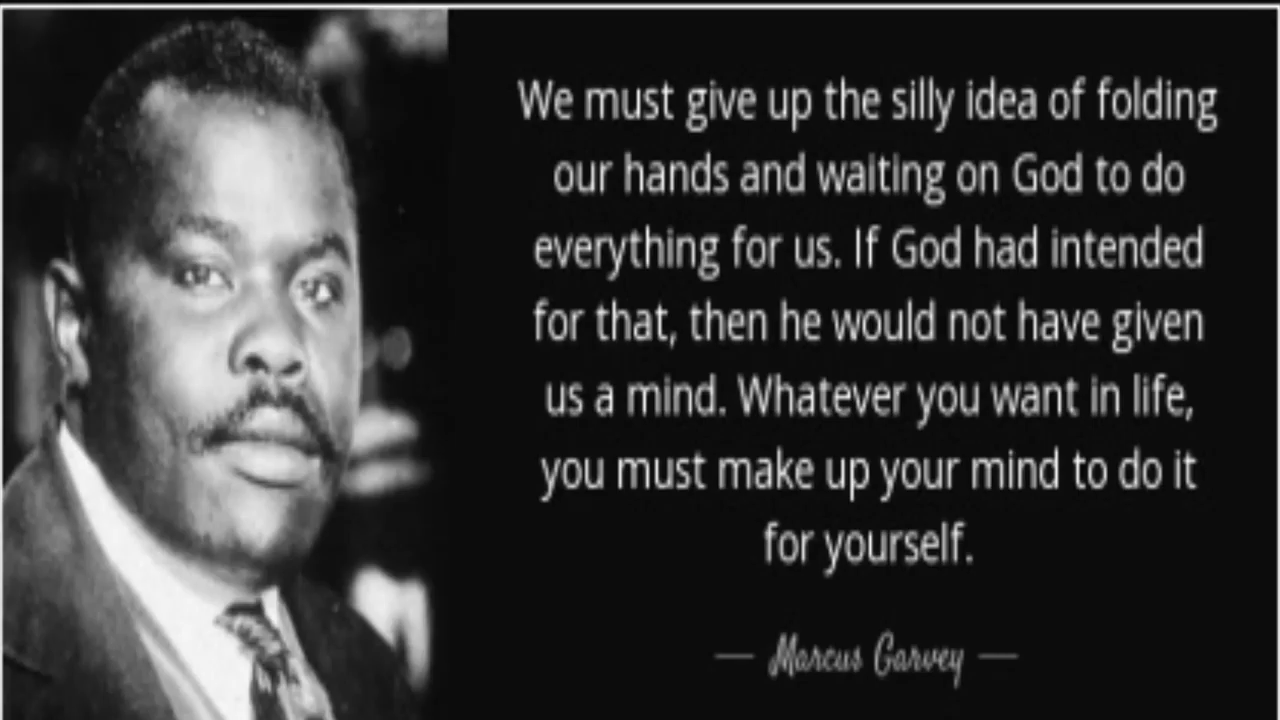 We must give up the silly idea of folding
our hands and waiting on God to do
everything for us. If God had intended
for that, then he would not have given
us a mind. Whatever you want in life,
you must make up your mind to do it
for yourself.
— Marcus Garvey —